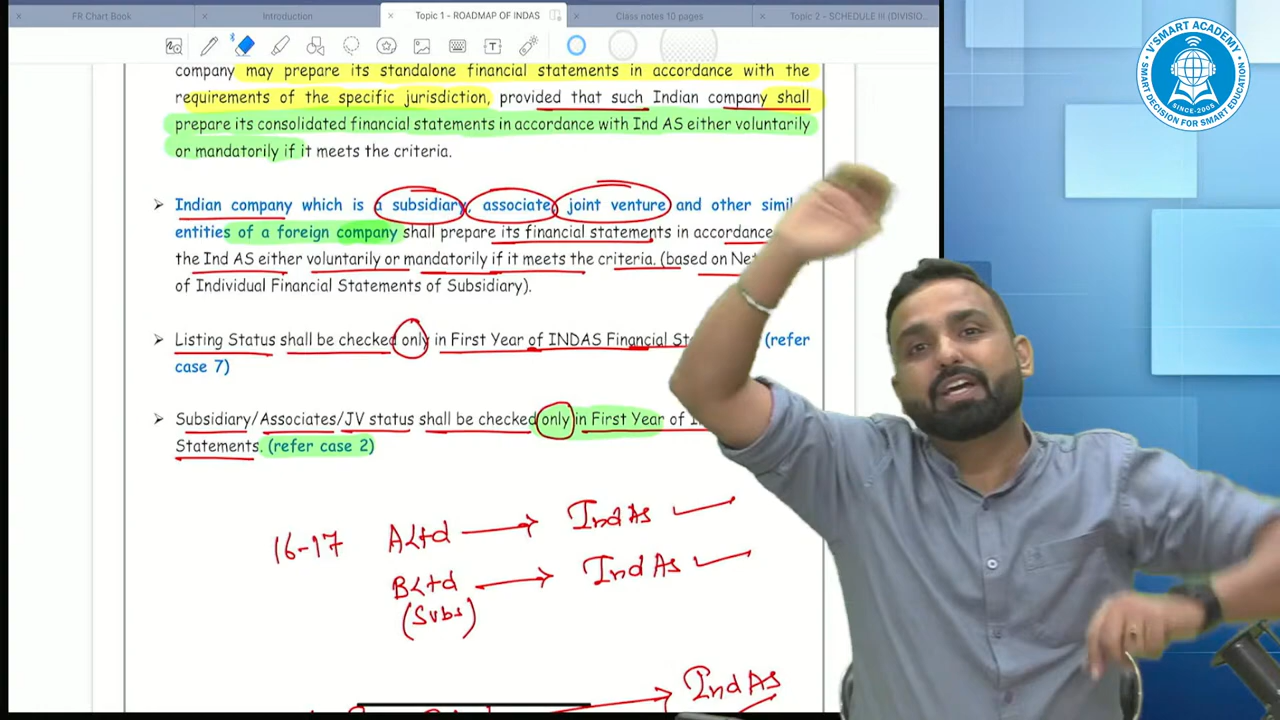 FR Chart Book
Introduction
Topic 1 - ROADMAP OF INDAS
Class notes 10 pages
Topic 2 - SCHEDULE III (DIVISIO
V'SMART ACADEMY
SMART DECISION FOR SMART EDUCATION
SINCE-2005
company may prepare its standalone financial statements in accordance with the
requirements of the specific jurisdiction, provided that such Indian company shall
prepare its consolidated financial statements in accordance with Ind AS either voluntarily
or mandatorily if it meets the criteria.
➢ Indian company which is a subsidiary, associate, joint venture and other simil
entities of a foreign company shall prepare its financial statements in accordance
the Ind AS either voluntarily or mandatorily if it meets the criteria. (based on Net
of Individual Financial Statements of Subsidiary).
➢ Listing Status shall be checked only in First Year of INDAS Financial St (refer
case 7)
➢ Subsidiary/Associates/JV status shall be checked only in First Year of I
Statements. (refer case 2)
16-17 A Ltd → Ind As
B Ltd → Ind As
(Subs)
Ind As